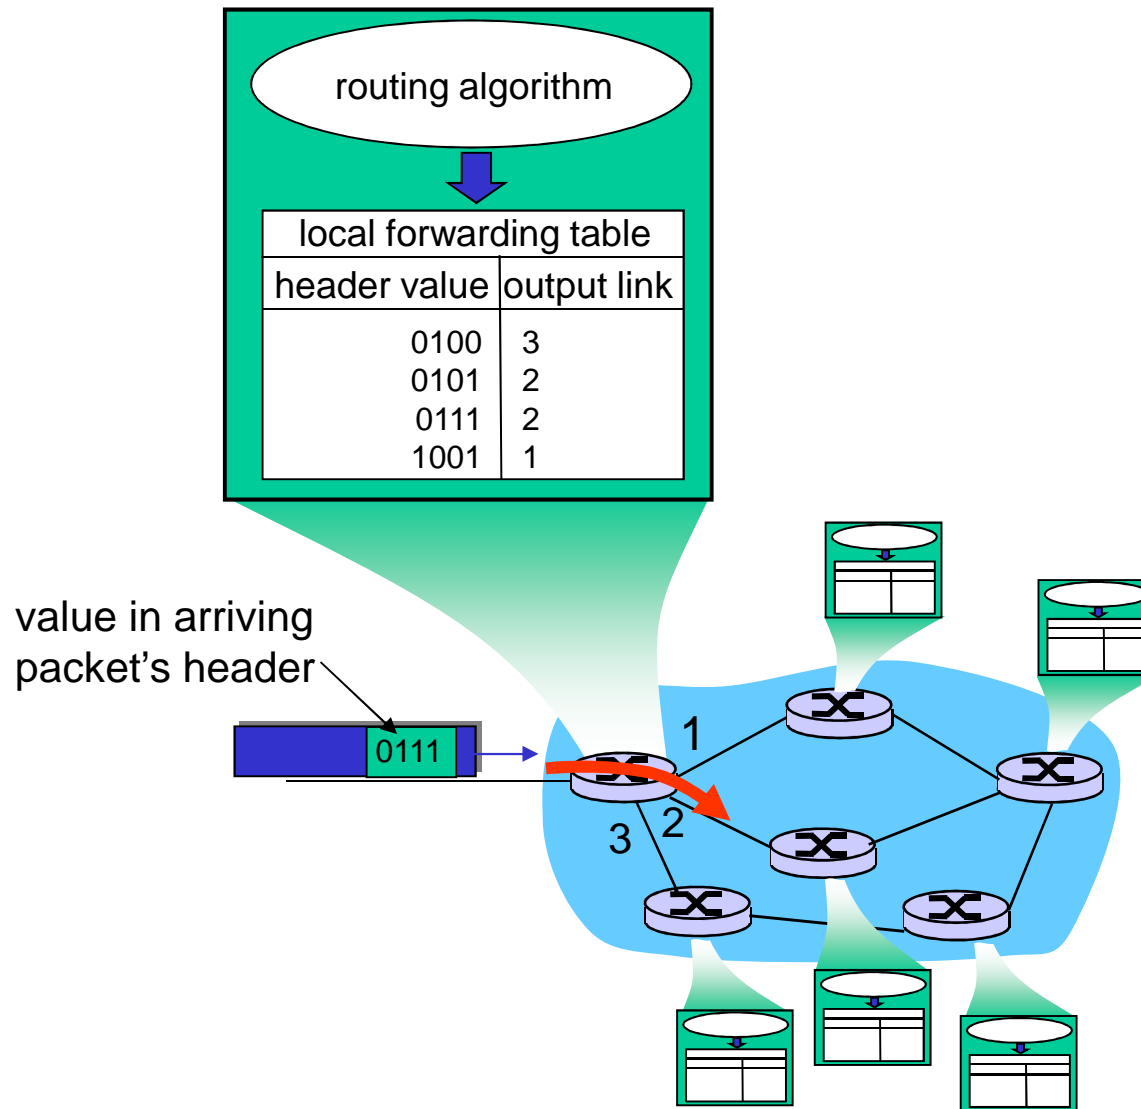 routing algorithm
local forwarding table
header value output link
0100 3
0101 2
0111 2
1001 1
value in arriving
packet's header
0111
1
2
3